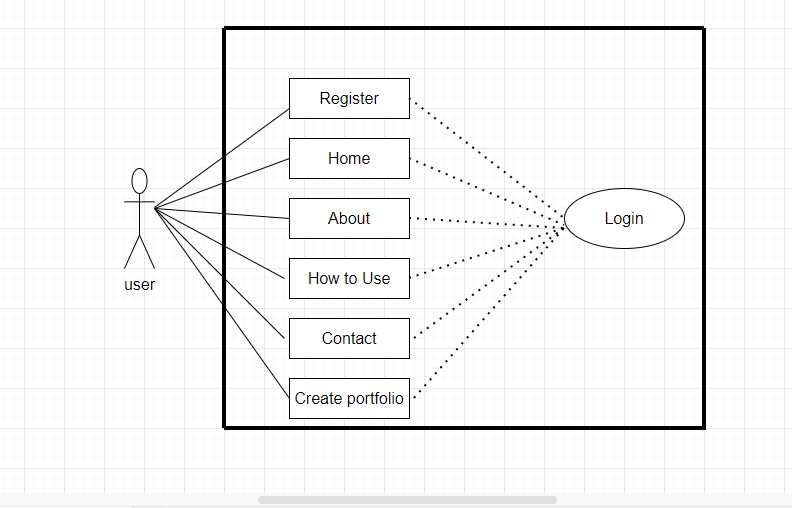 Register
Home
About
How to Use
Contact
Create portfolio
Login
user